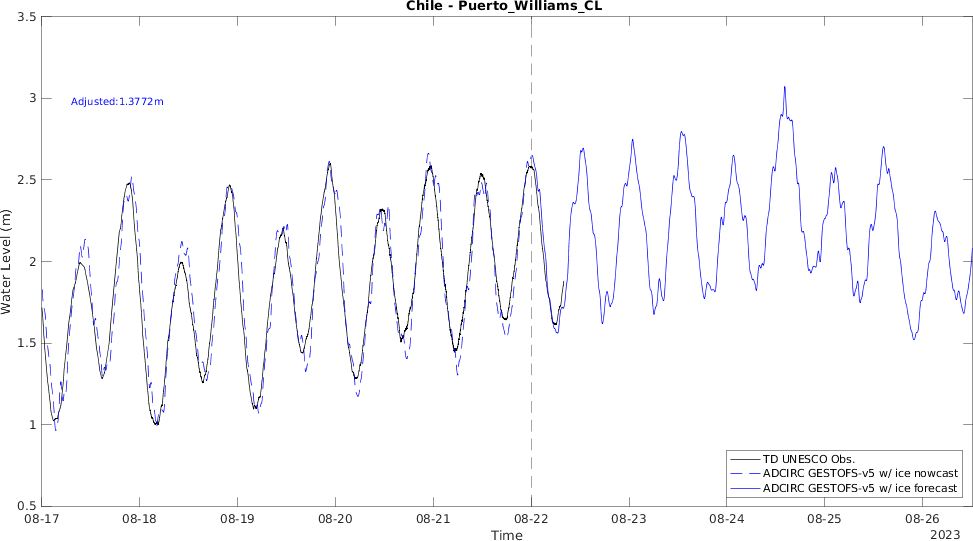 Chile - Puerto_Williams_CL
3.5
3
2.5
2
1.5
1
0.5
Water Level (m)
Adjusted:1.3772m
TD UNESCO Obs.
ADCIRC GESTOFS-v5 w/ ice nowcast
ADCIRC GESTOFS-v5 w/ ice forecast
08-17 08-18 08-19 08-20 08-21 08-22 08-23 08-24 08-25 08-26
Time
2023